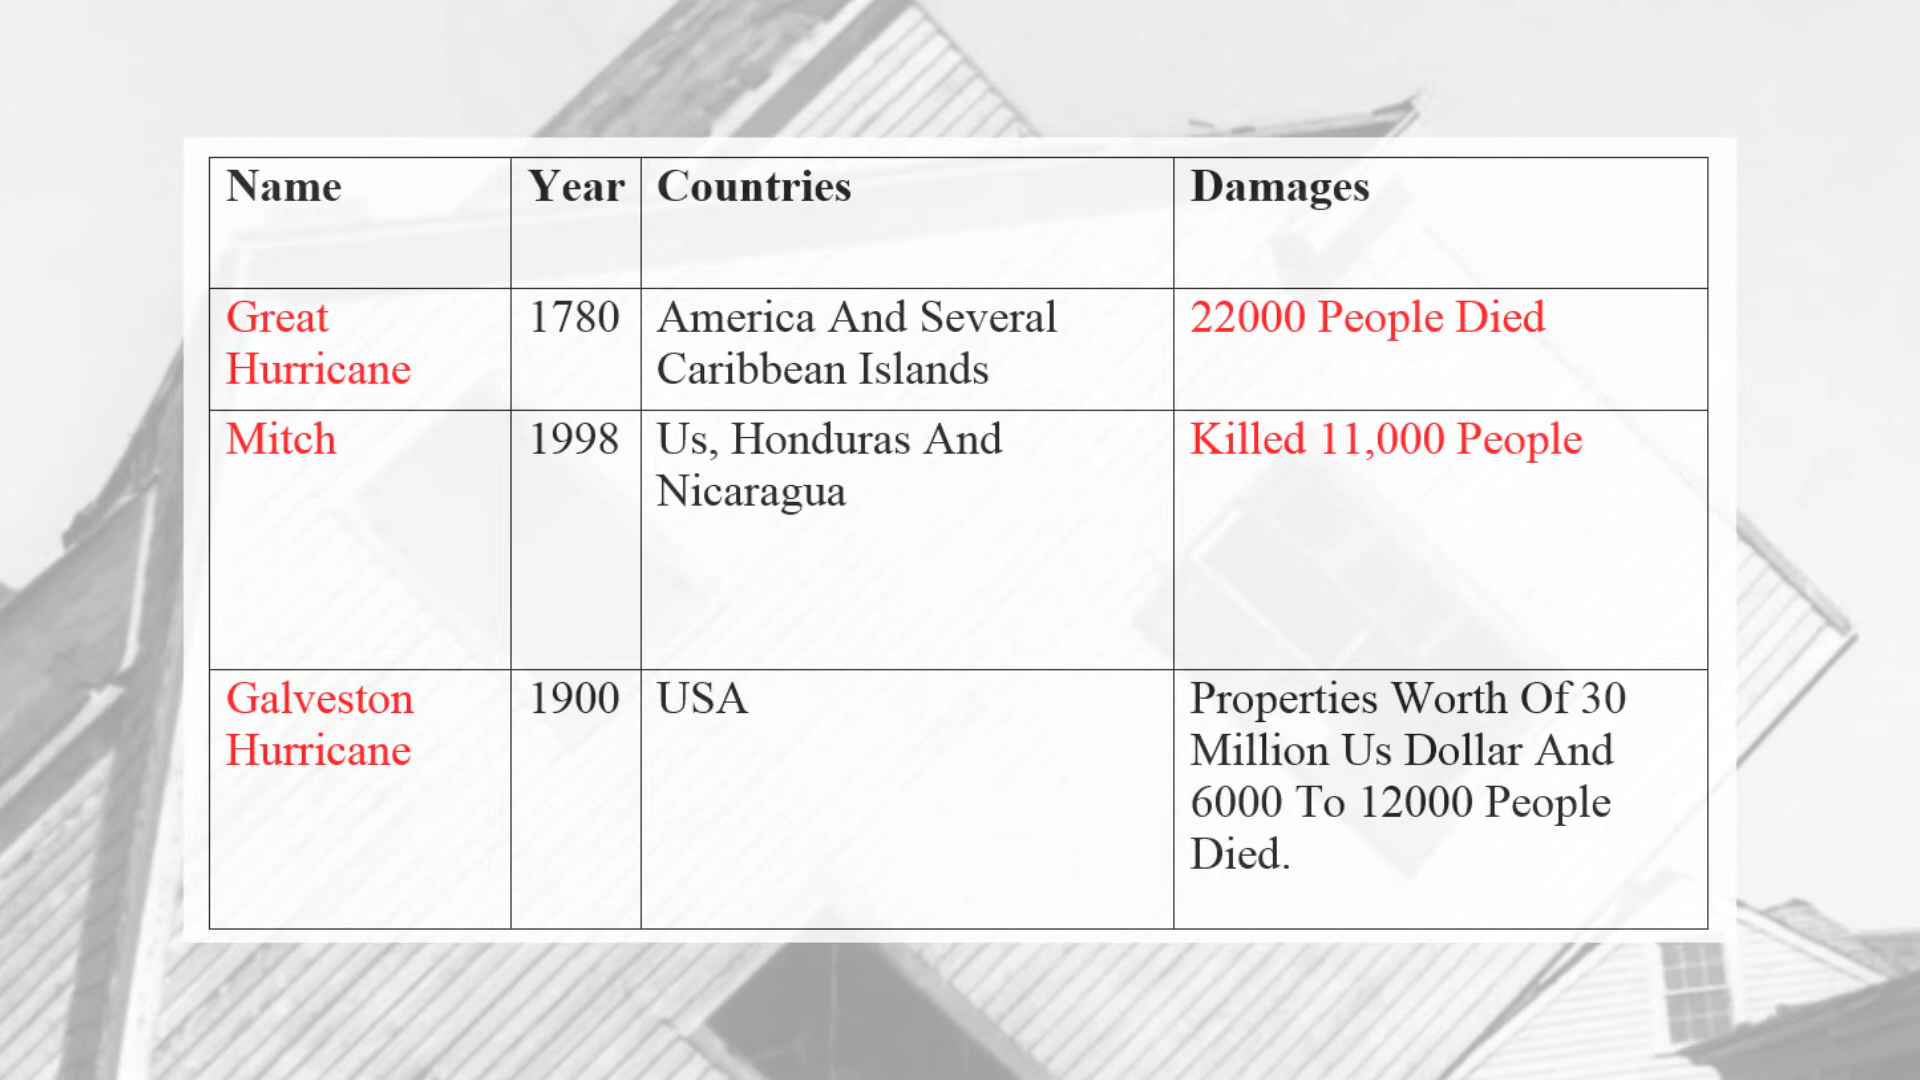 Name Year Countries Damages
Great 1780 America And Several 22000 People Died
Hurricane Caribbean Islands
Mitch 1998 Us, Honduras And Killed 11,000 People
Nicaragua
Galveston 1900 USA Properties Worth Of 30
Hurricane Million Us Dollar And
6000 To 12000 People
Died.